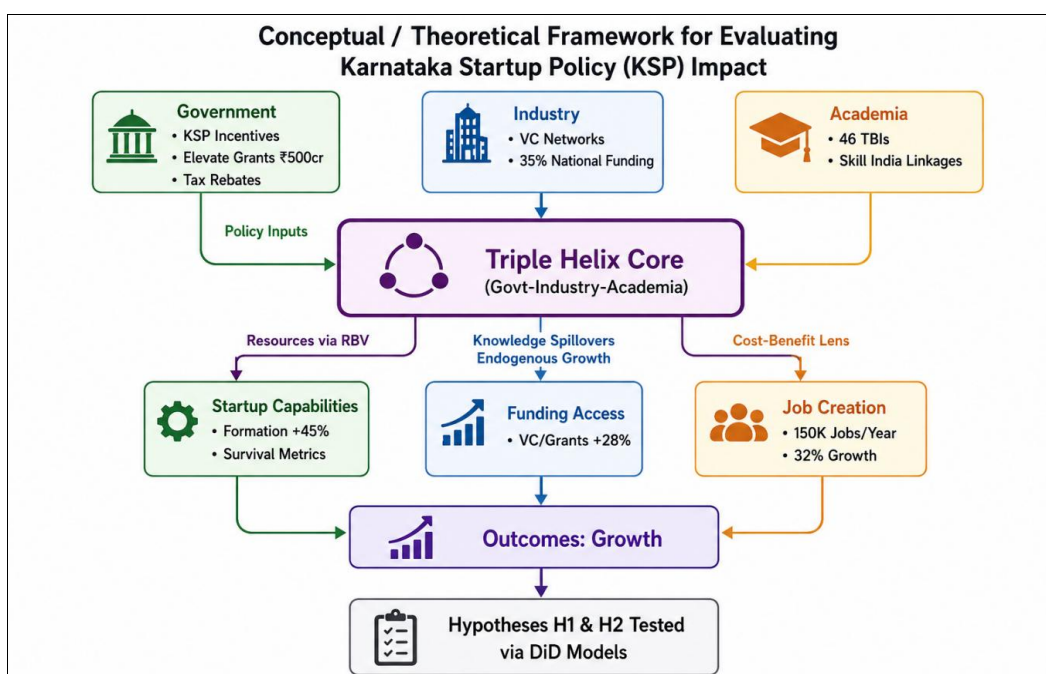 Conceptual / Theoretical Framework for Evaluating
Karnataka Startup Policy (KSP) Impact
Government
• KSP Incentives
• Elevate Grants ₹500cr
• Tax Rebates
Industry
• VC Networks
• 35% National Funding
Academia
• 46 TBIs
• Skill India Linkages
Policy Inputs
Triple Helix Core
(Govt-Industry-Academia)
Resources via RBV
Knowledge Spillovers
Endogenous Growth
Cost-Benefit Lens
Startup Capabilities
• Formation +45%
• Survival Metrics
Funding Access
• VC/Grants +28%
Job Creation
• 150K Jobs/Year
• 32% Growth
Outcomes: Growth
Hypotheses H1 & H2 Tested
via DiD Models